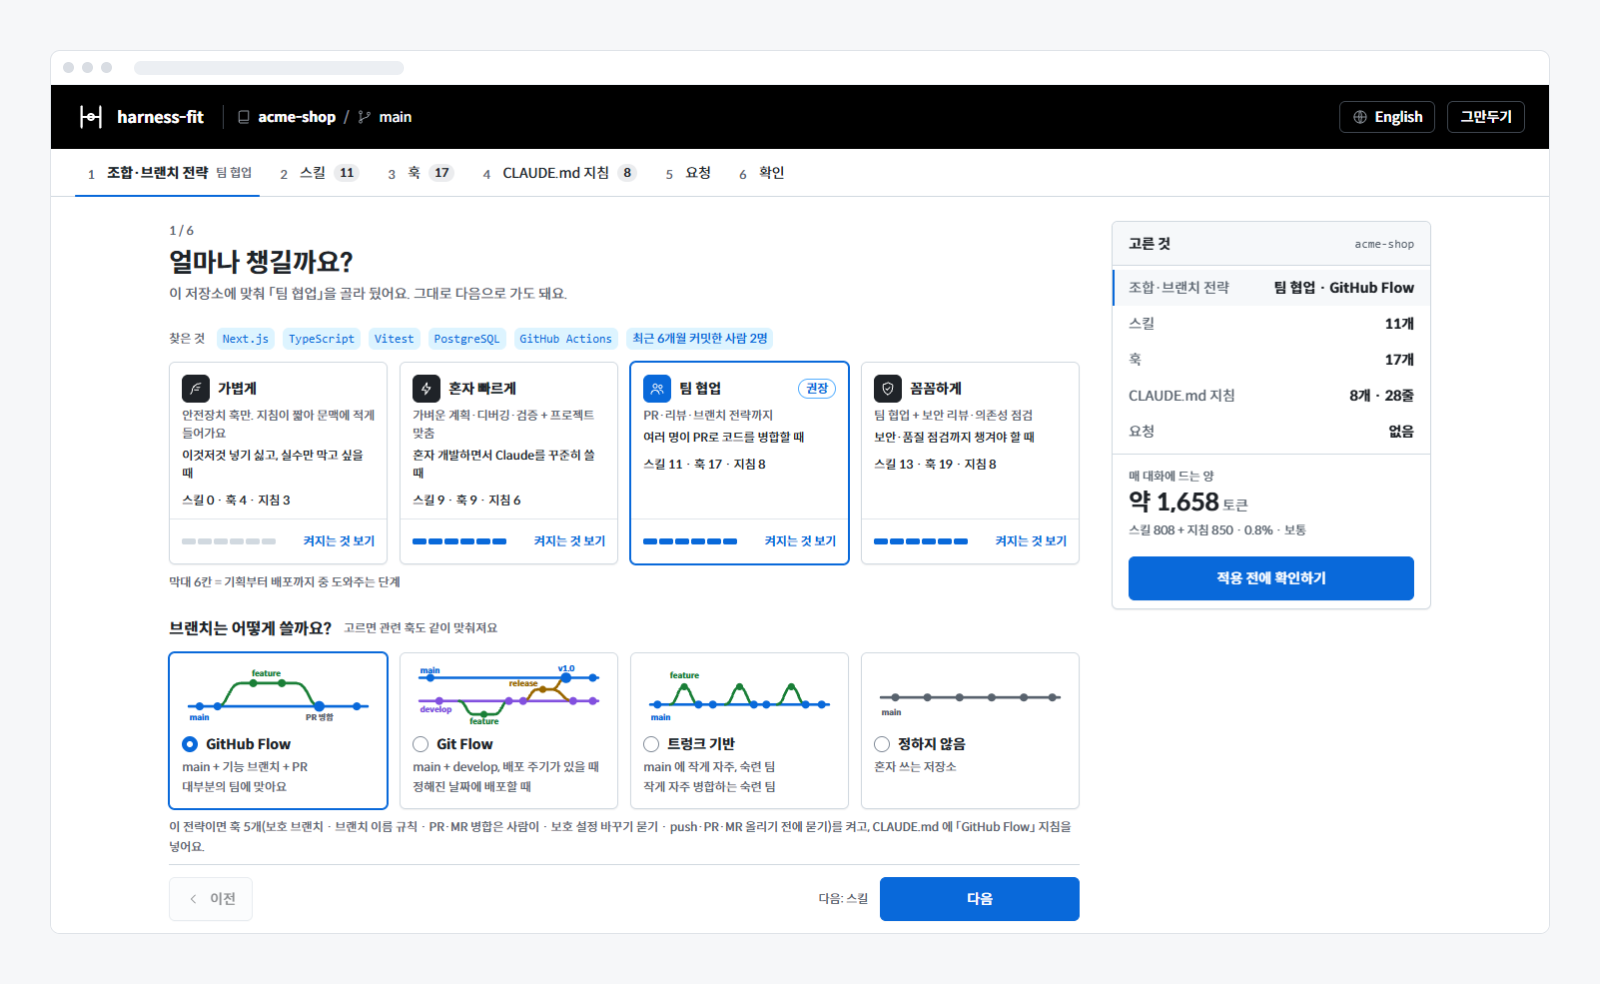 harness-fit
acme-shop / main
English
그만두기
1 조합·브랜치 전략 팀 협업
2 스킬 11
3 훅 17
4 CLAUDE.md 지침 8
5 요청
6 확인
1 / 6
얼마나 챙길까요?
이 저장소에 맞춰 「팀 협업」을 골라 뒀어요. 그대로 다음으로 가도 돼요.
찾은 것 Next.js TypeScript Vitest PostgreSQL GitHub Actions 최근 6개월 커밋한 사람 2명
가볍게
안전장치 훅만. 지침이 짧아 문맥에 적게
들어가요
이것저것 넣기 싫고, 실수만 막고 싶을
때
스킬 0 · 훅 4 · 지침 3
켜지는 것 보기
혼자 빠르게
가벼운 계획·디버깅·검증 + 프로젝트
맞춤
혼자 개발하면서 Claude를 꾸준히 쓸
때
스킬 9 · 훅 9 · 지침 6
켜지는 것 보기
팀 협업 권장
PR·리뷰·브랜치 전략까지
여러 명이 PR로 코드를 병합할 때
스킬 11 · 훅 17 · 지침 8
켜지는 것 보기
꼼꼼하게
팀 협업 + 보안 리뷰·의존성 점검
보안·품질 점검까지 챙겨야 할 때
스킬 13 · 훅 19 · 지침 8
켜지는 것 보기
막대 6칸 = 기획부터 배포까지 중 도와주는 단계
브랜치는 어떻게 쓸까요? 고르면 관련 훅도 같이 맞춰져요
feature
main
PR 병합
GitHub Flow
main + 기능 브랜치 + PR
대부분의 팀에 맞아요
main
v1.0
release
develop
feature
Git Flow
main + develop, 배포 주기가 있을 때
정해진 날짜에 배포할 때
feature
main
트렁크 기반
main 에 작게 자주, 숙련 팀
작게 자주 병합하는 숙련 팀
main
정하지 않음
혼자 쓰는 저장소
이 전략이면 훅 5개(보호 브랜치 · 브랜치 이름 규칙 · PR·MR 병합은 사람이 · 보호 설정 바꾸기 묻기 · push·PR·MR 올리기 전에 묻기)를 켜고, CLAUDE.md 에 「GitHub Flow」 지침을
넣어요.
이전
다음: 스킬
다음
고른 것 acme-shop
조합·브랜치 전략 팀 협업 · GitHub Flow
스킬 11개
훅 17개
CLAUDE.md 지침 8개 · 28줄
요청 없음
매 대화에 드는 양
약 1,658 토큰
스킬 808 + 지침 850 · 0.8% · 보통
적용 전에 확인하기